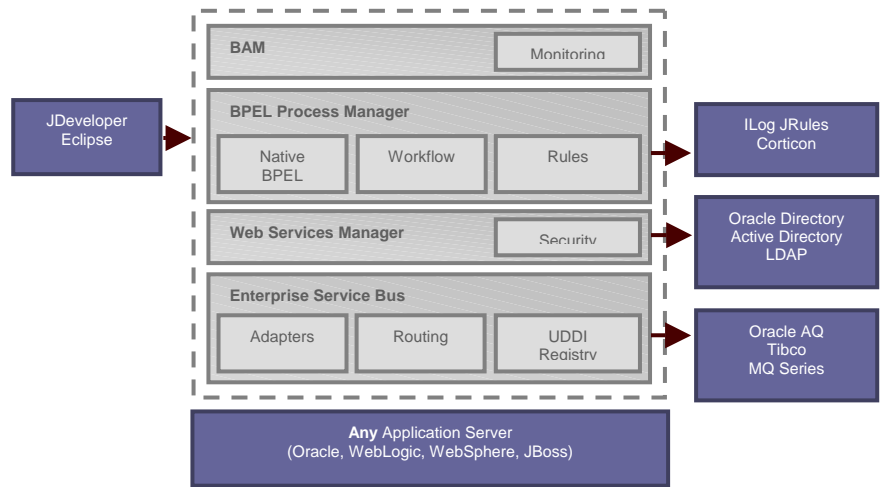 BAM
Monitoring
JDeveloper
Eclipse
BPEL Process Manager
Native
BPEL
Workflow
Rules
ILog JRules
Corticon
Web Services Manager
Security
Oracle Directory
Active Directory
LDAP
Enterprise Service Bus
Adapters
Routing
UDDI
Registry
Oracle AQ
Tibco
MQ Series
Any Application Server
(Oracle, WebLogic, WebSphere, JBoss)